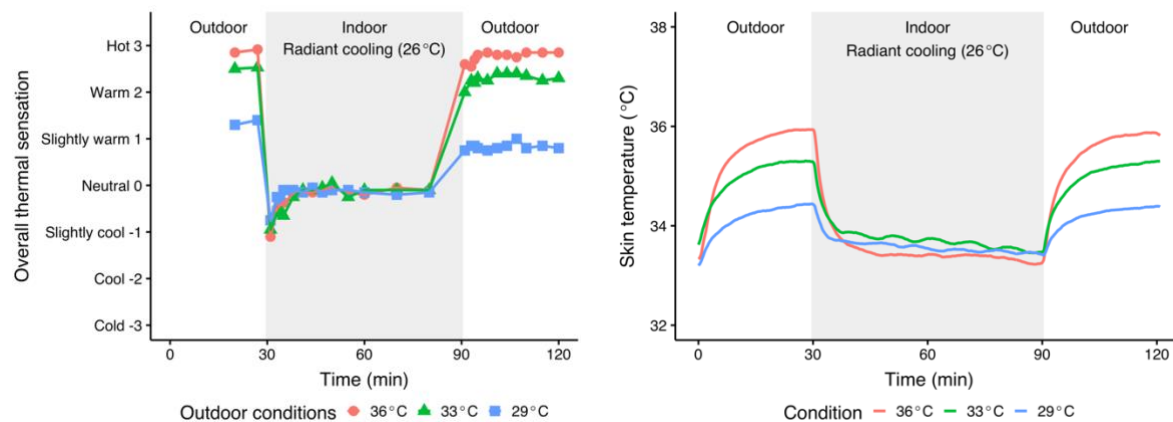 Outdoor
Indoor
Radiant cooling (26°C)
Outdoor
Overall thermal sensation
Hot 3
Warm 2
Slightly warm 1
Neutral 0
Slightly cool -1
Cool -2
Cold -3
0
30
60
90
120
Time (min)
Outdoor conditions 36°C 33°C 29°C
Outdoor
Indoor
Radiant cooling (26°C)
Outdoor
Skin temperature (°C)
38
36
34
32
0
30
60
90
120
Time (min)
Condition 36°C 33°C 29°C